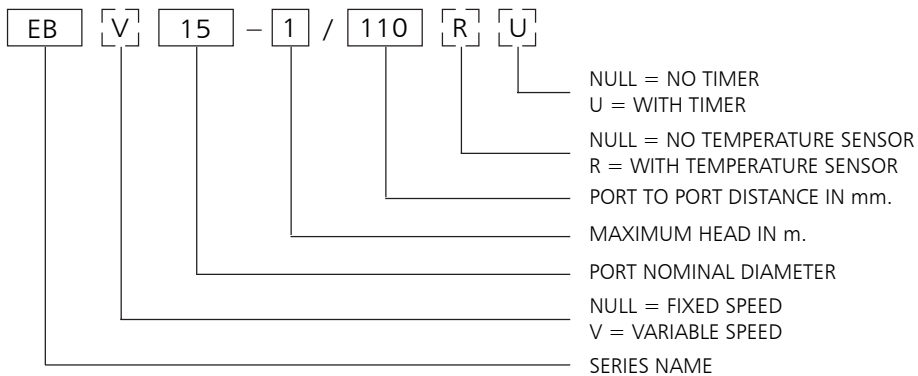 EB V 15 – 1 / 110 R U
NULL = NO TIMER
U = WITH TIMER
NULL = NO TEMPERATURE SENSOR
R = WITH TEMPERATURE SENSOR
PORT TO PORT DISTANCE IN mm.
MAXIMUM HEAD IN m.
PORT NOMINAL DIAMETER
NULL = FIXED SPEED
V = VARIABLE SPEED
SERIES NAME